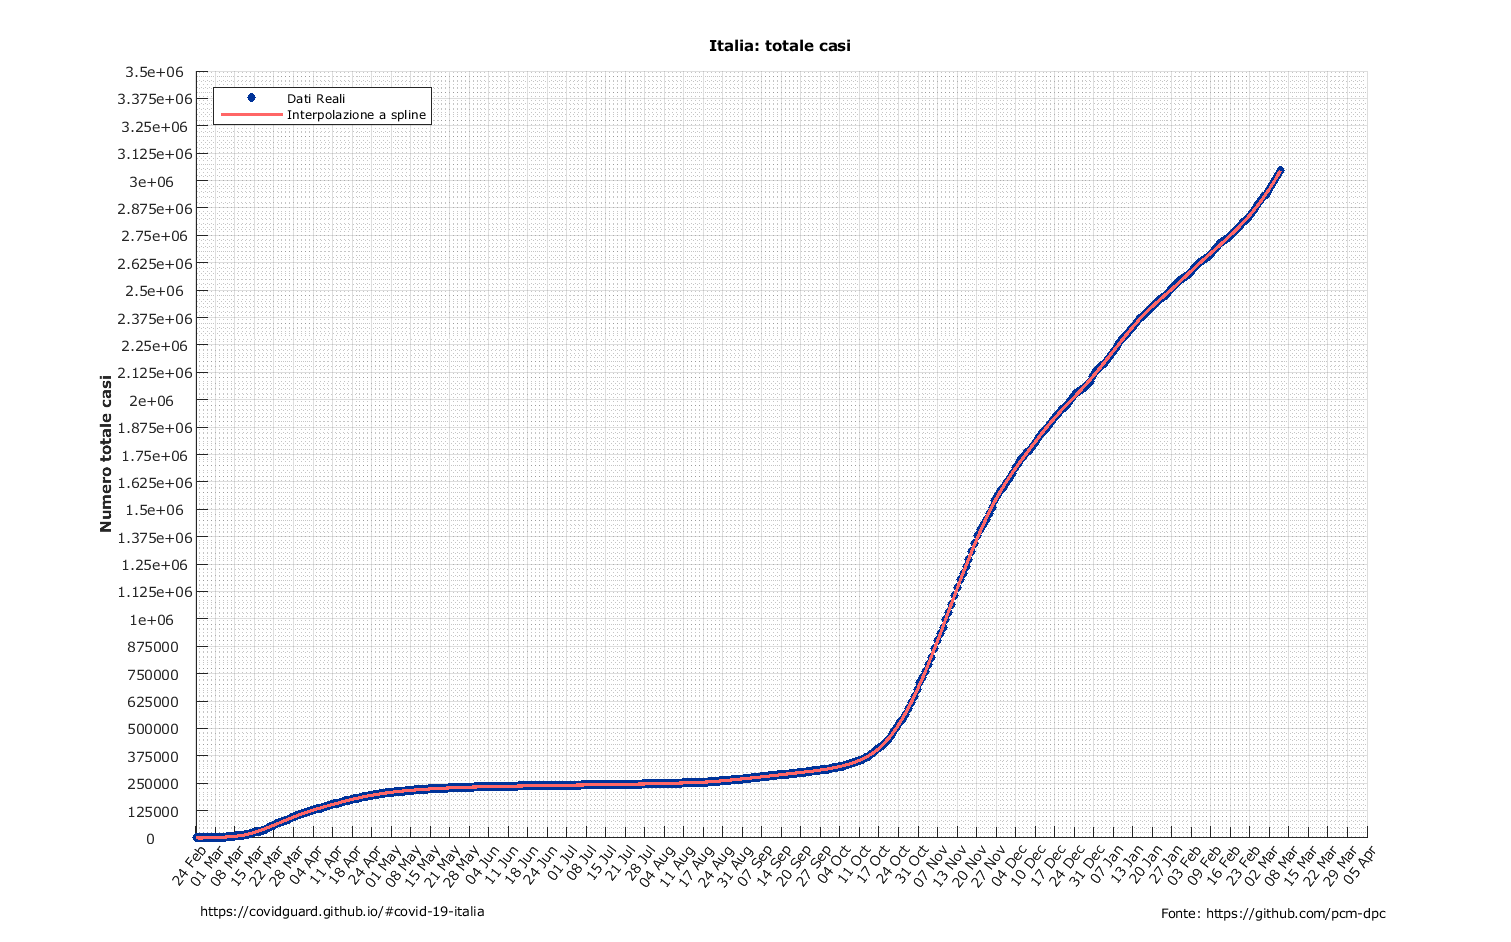 Italia: totale casi
3.5e+06
3.375e+06
3.25e+06
3.125e+06
3e+06
2.875e+06
2.75e+06
2.625e+06
2.5e+06
2.375e+06
2.25e+06
2.125e+06
2e+06
1.875e+06
1.75e+06
1.625e+06
1.5e+06
1.375e+06
1.25e+06
1.125e+06
1e+06
875000
750000
625000
500000
375000
250000
125000
0
Numero totale casi
Dati Reali
Interpolazione a spline
24 Feb
01 Mar
08 Mar
15 Mar
22 Mar
28 Mar
04 Apr
11 Apr
18 Apr
24 Apr
01 May
08 May
15 May
21 May
28 May
04 Jun
11 Jun
18 Jun
24 Jun
01 Jul
08 Jul
15 Jul
21 Jul
28 Jul
04 Aug
11 Aug
17 Aug
24 Aug
31 Aug
07 Sep
14 Sep
20 Sep
27 Sep
04 Oct
11 Oct
17 Oct
24 Oct
31 Oct
07 Nov
13 Nov
20 Nov
27 Nov
04 Dec
10 Dec
17 Dec
24 Dec
31 Dec
07 Jan
13 Jan
20 Jan
27 Jan
03 Feb
09 Feb
16 Feb
23 Feb
02 Mar
08 Mar
15 Mar
22 Mar
29 Mar
05 Apr
https://covidguard.github.io/#covid-19-italia
Fonte: https://github.com/pcm-dpc